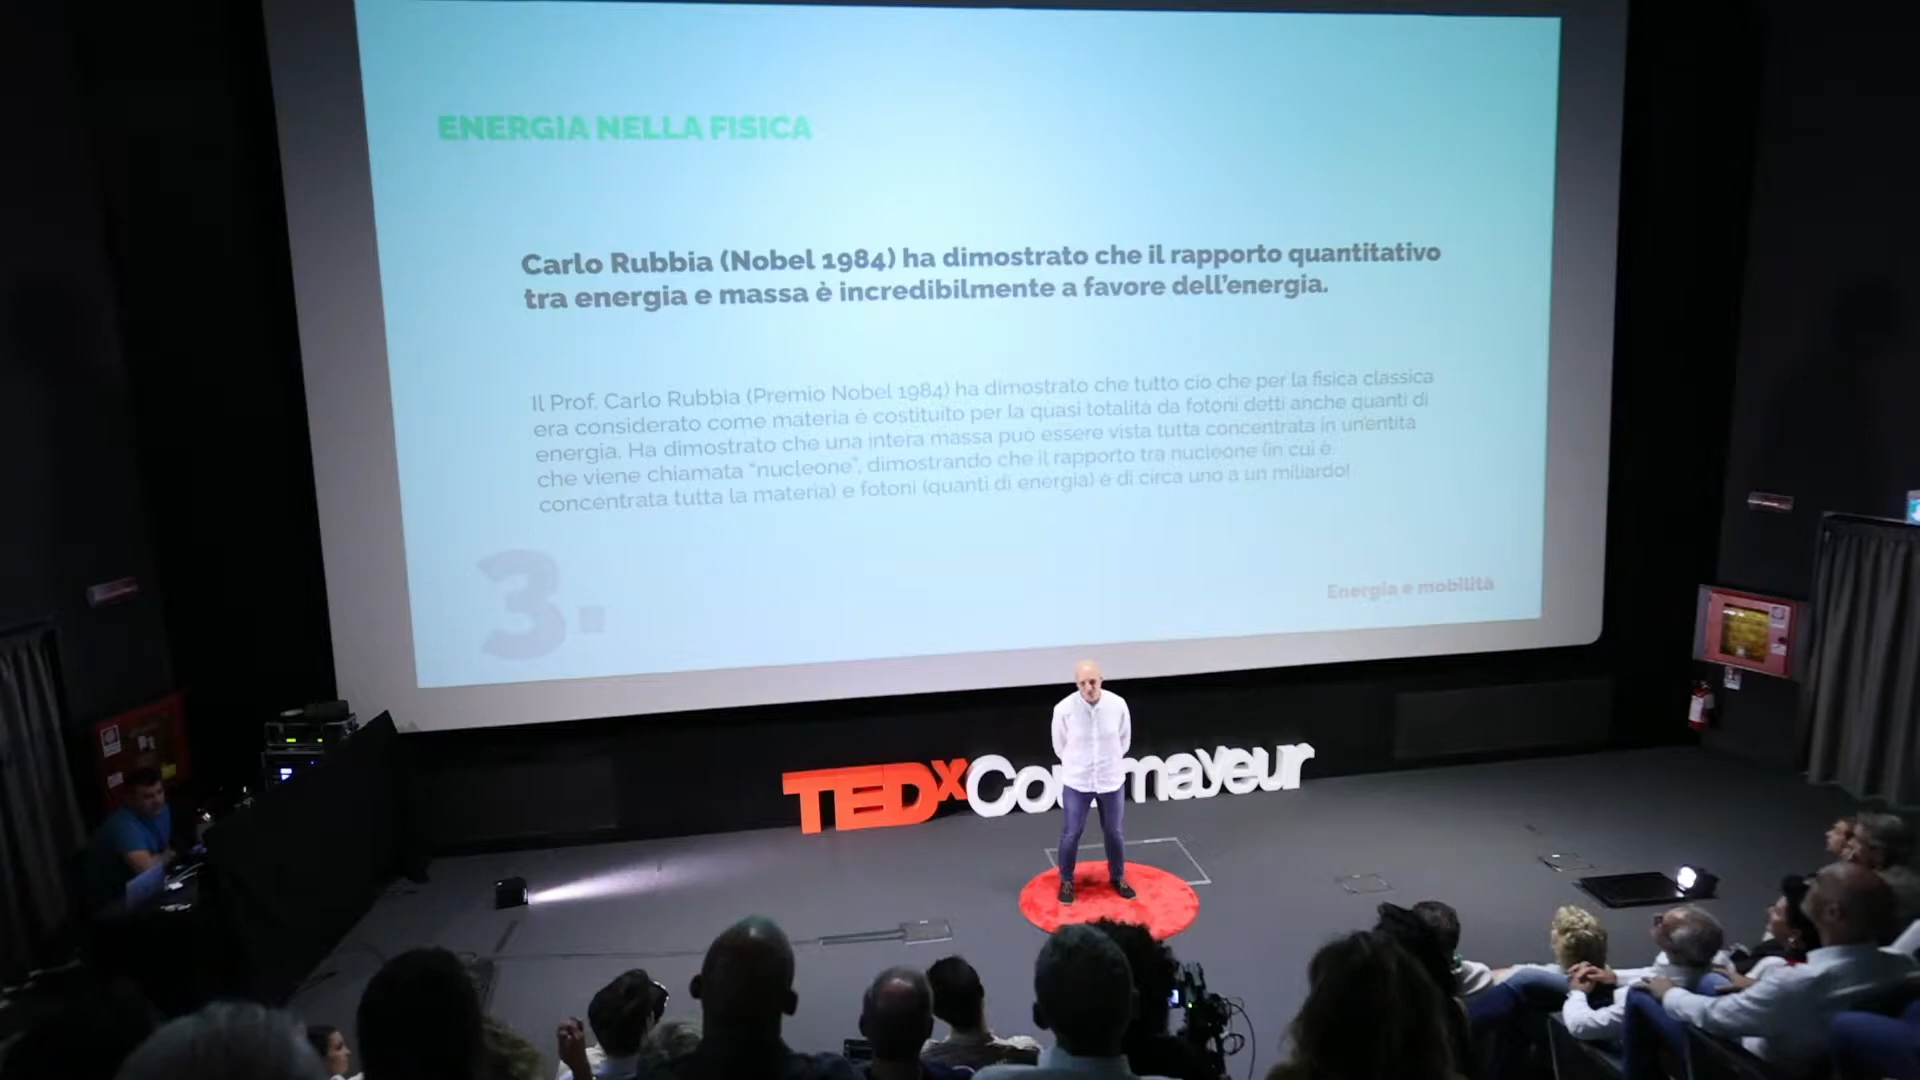 ENERGIA NELLA FISICA
Carlo Rubbia (Nobel 1984) ha dimostrato che il rapporto quantitativo
tra energia e massa è incredibilmente a favore dell'energia.
Il Prof. Carlo Rubbia (Premio Nobel 1984) ha dimostrato che tutto ciò che per la fisica classica
era considerato come materia è costituito per la quasi totalità da fotoni detti anche quanti di
energia. Ha dimostrato che una intera massa può essere vista tutta concentrata in un'entità
che viene chiamata "nucleone", dimostrando che il rapporto tra nucleone (in cui è
concentrata tutta la materia) e fotoni (quanti di energia) è di circa uno a un miliardo!
3.
Energia e mobilità
TEDxCou mayeur